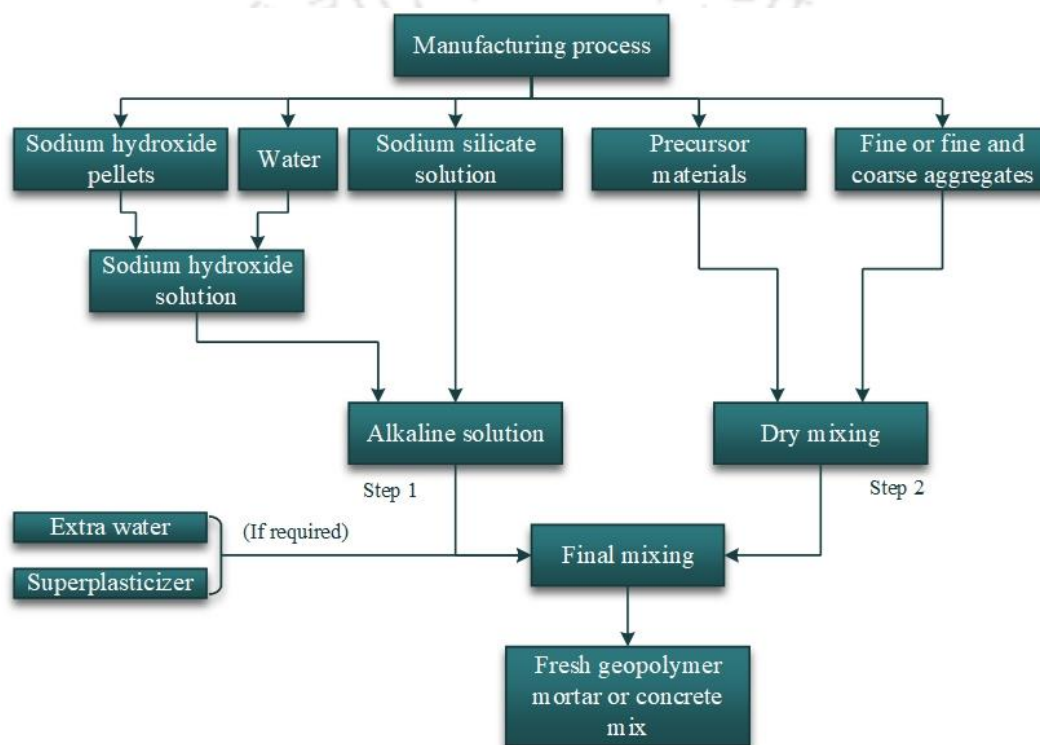 Manufacturing process
Sodium hydroxide
pellets
Water
Sodium silicate
solution
Precursor
materials
Fine or fine and
coarse aggregates
Sodium hydroxide
solution
Alkaline solution
Dry mixing
Step 1
Step 2
Extra water
(If required)
Superplasticizer
Final mixing
Fresh geopolymer
mortar or concrete
mix